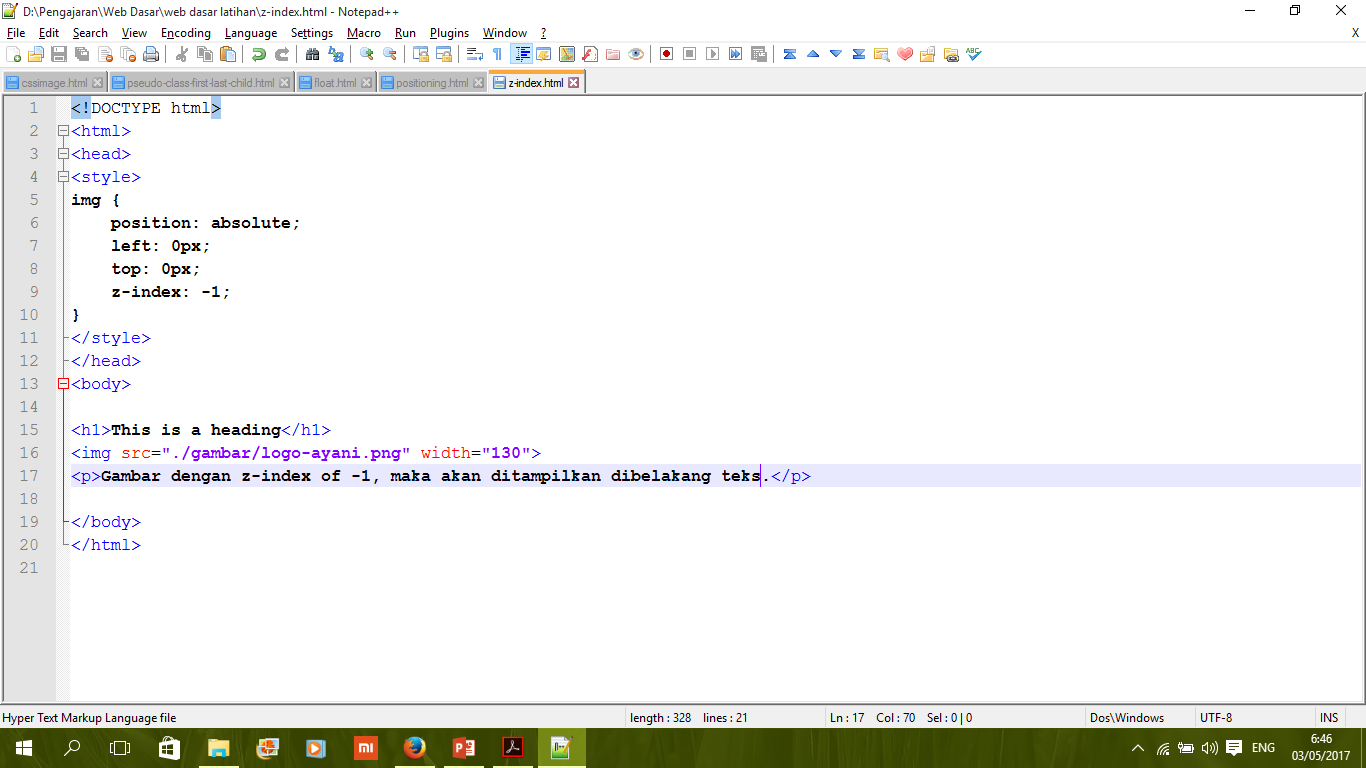 D:\Pengajaran\Web Dasar\web dasar latihan\z-index.html - Notepad++
File Edit Search View Encoding Language Settings Macro Run Plugins Window ? X
cssimage.html pseudo-class-first-last-child.html float.html positioning.html z-index.html
1 <!DOCTYPE html>
2 <html>
3 <head>
4 <style>
5 img {
6 position: absolute;
7 left: 0px;
8 top: 0px;
9 z-index: -1;
10 }
11 </style>
12 </head>
13 <body>
14
15 <h1>This is a heading</h1>
16 <img src="./gambar/logo-ayani.png" width="130">
17 <p>Gambar dengan z-index of -1, maka akan ditampilkan dibelakang teks.</p>
18
19 </body>
20 </html>
21
Hyper Text Markup Language file length : 328 lines : 21 Ln : 17 Col : 70 Sel : 0 | 0 Dos\Windows UTF-8 INS
ENG 6:46
03/05/2017